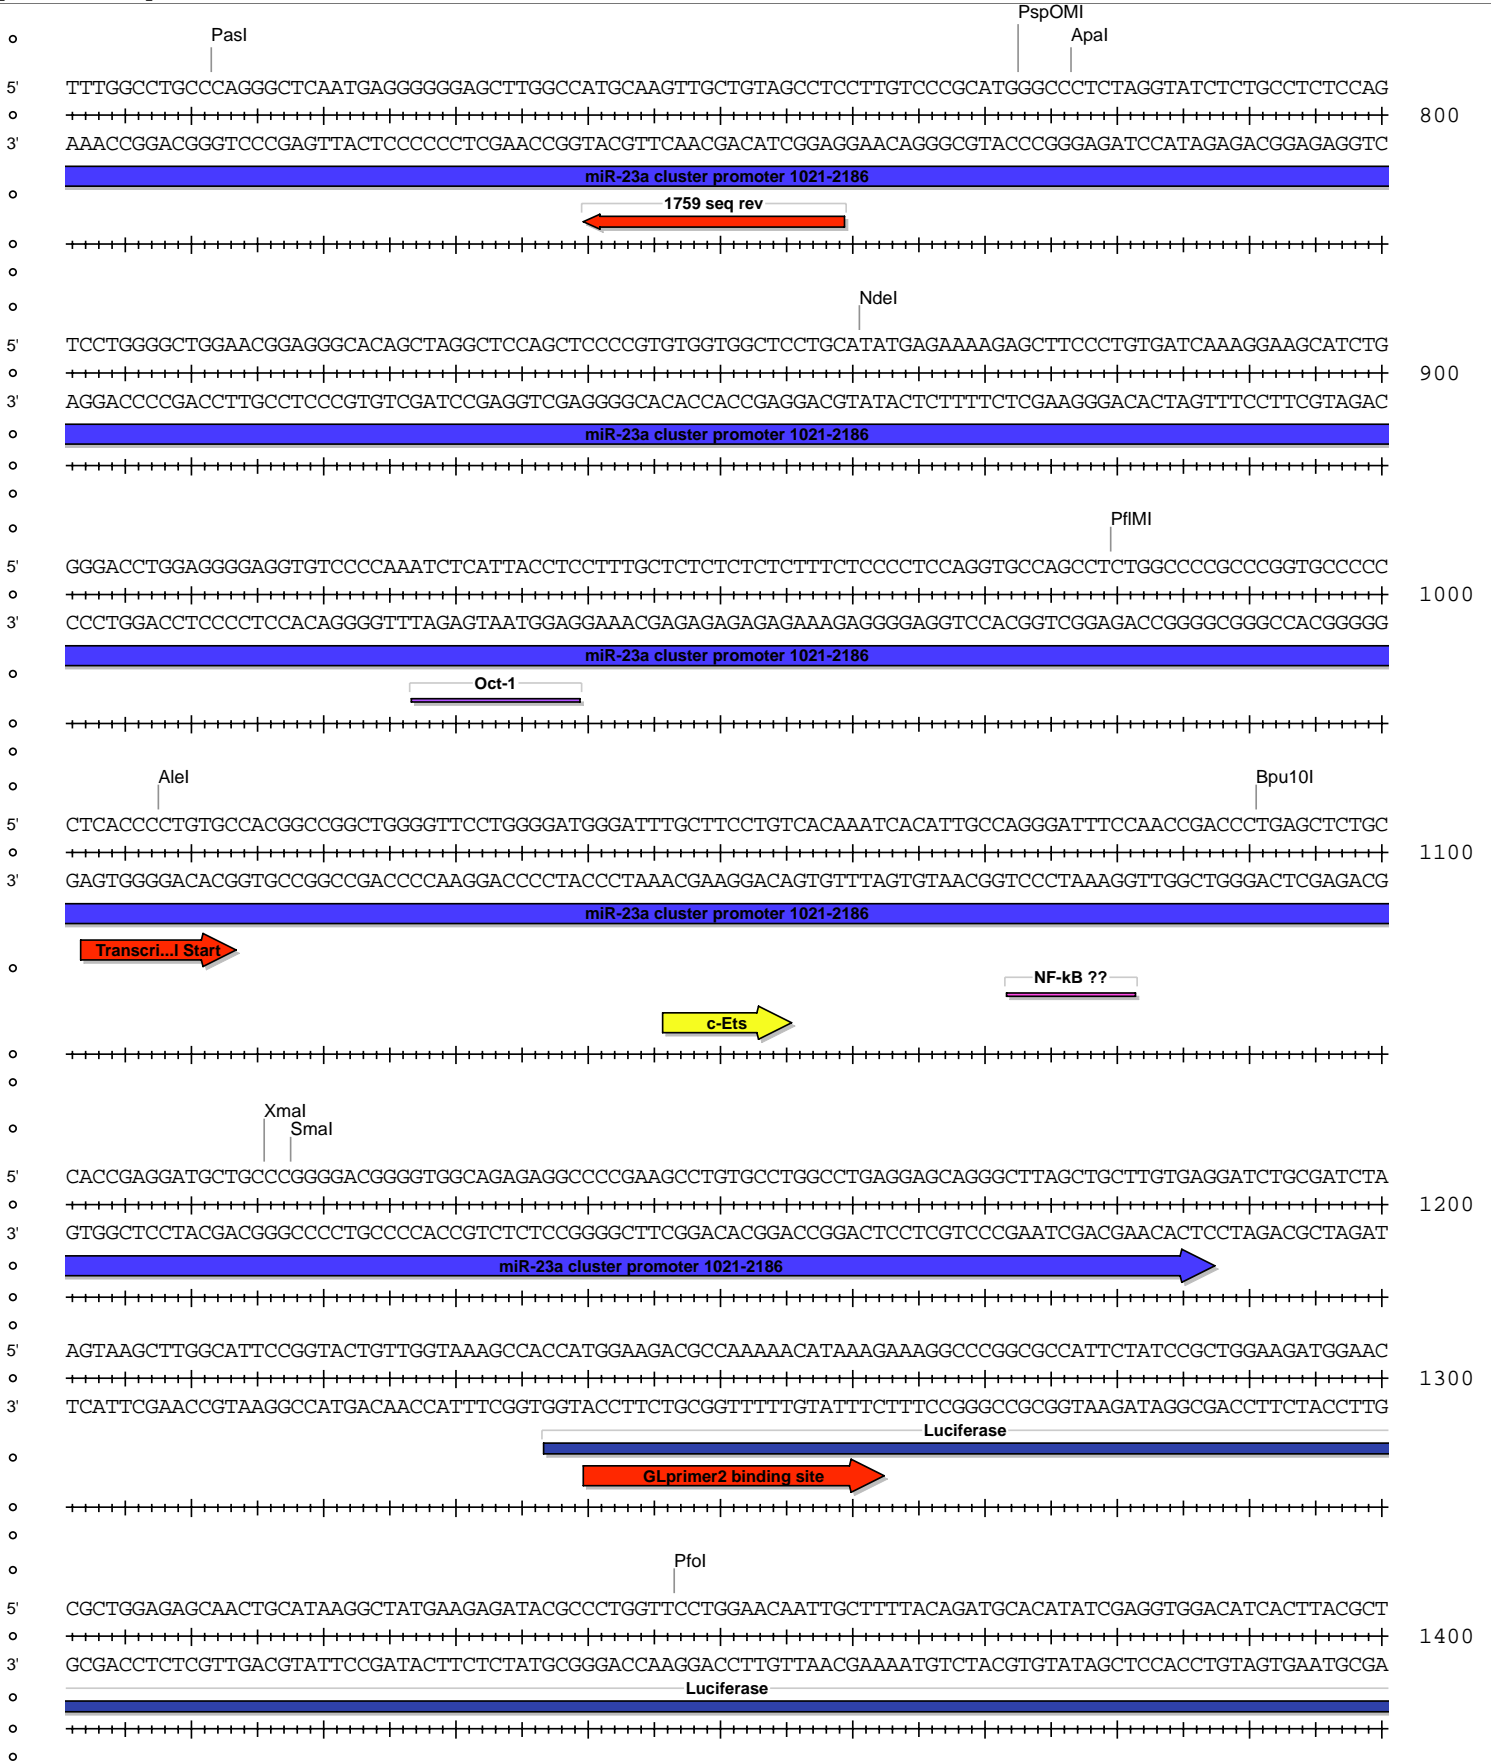 PspOMI
PasI ApaI
5' TTTGGCCTGCCCAGGGCTCAATGAGGGGGGAGCTTGGCCATGCAAGTTGCTGTAGCCTCCTTGTCCCGCATGGGCCCTCTAGGTATCTCTGCCTCTCCAG
800
3' AAACCGGACGGGTCCCGAGTTACTCCCCCCTCGAACCGGTACGTTCAACGACATCGGAGGAACAGGGCGTACCCGGGAGATCCATAGAGACGGAGAGGTC
miR-23a cluster promoter 1021-2186
1759 seq rev
NdeI
5' TCCTGGGGCTGGAACGGAGGGCACAGCTAGGCTCCAGCTCCCCGTGTGGTGGCTCCTGCATATGAGAAAAGAGCTTCCCTGTGATCAAAGGAAGCATCTG
900
3' AGGACCCCGACCTTGCCTCCCGTGTCGATCCGAGGTCGAGGGGCACACCACCGAGGACGTATACTCTTTTCTCGAAGGGACACTAGTTTCCTTCGTAGAC
miR-23a cluster promoter 1021-2186
PflMI
5' GGGACCTGGAGGGGAGGTGTCCCCAAATCTCATTACCTCCTTTGCTCTCTCTCTCTTTCTCCCCTCCAGGTGCCAGCCTCTGGCCCCGCCCGGTGCCCCC
1000
3' CCCTGGACCTCCCCTCCACAGGGGTTTAGAGTAATGGAGGAAACGAGAGAGAGAGAAAGAGGGGAGGTCCACGGTCGGAGACCGGGGCGGGCCACGGGGG
miR-23a cluster promoter 1021-2186
Oct-1
AleI Bpu10I
5' CTCACCCCTGTGCCACGGCCGGCTGGGGTTCCTGGGGATGGGATTTGCTTCCTGTCACAAATCACATTGCCAGGGATTTCCAACCGACCCTGAGCTCTGC
1100
3' GAGTGGGGACACGGTGCCGGCCGACCCCAAGGACCCCTACCCTAAACGAAGGACAGTGTTTAGTGTAACGGTCCCTAAAGGTTGGCTGGGACTCGAGACG
miR-23a cluster promoter 1021-2186
Transcri...l Start
NF-kB ??
c-Ets
XmaI
SmaI
5' CACCGAGGATGCTGCCCGGGGACGGGGTGGCAGAGAGGCCCCGAAGCCTGTGCCTGGCCTGAGGAGCAGGGCTTAGCTGCTTGTGAGGATCTGCGATCTA
1200
3' GTGGCTCCTACGACGGGCCCCTGCCCCACCGTCTCTCCGGGGCTTCGGACACGGACCGGACTCCTCGTCCCGAATCGACGAACACTCCTAGACGCTAGAT
miR-23a cluster promoter 1021-2186
5' AGTAAGCTTGGCATTCCGGTACTGTTGGTAAAGCCACCATGGAAGACGCCAAAAACATAAAGAAAGGCCCGGCGCCATTCTATCCGCTGGAAGATGGAAC
1300
3' TCATTCGAACCGTAAGGCCATGACAACCATTTCGGTGGTACCTTCTGCGGTTTTTGTATTTCTTTCCGGGCCGCGGTAAGATAGGCGACCTTCTACCTTG
Luciferase
GLprimer2 binding site
PfoI
5' CGCTGGAGAGCAACTGCATAAGGCTATGAAGAGATACGCCCTGGTTCCTGGAACAATTGCTTTTACAGATGCACATATCGAGGTGGACATCACTTACGCT
1400
3' GCGACCTCTCGTTGACGTATTCCGATACTTCTCTATGCGGGACCAAGGACCTTGTTAACGAAAATGTCTACGTGTATAGCTCCACCTGTAGTGAATGCGA
Luciferase